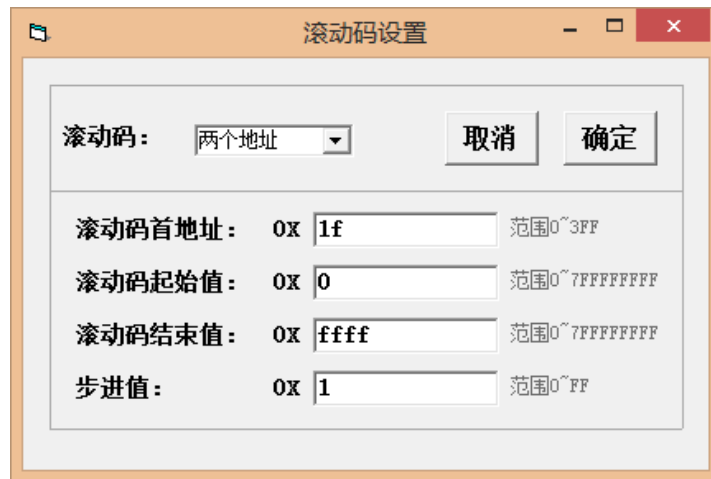 滚动码设置
滚动码： 两个地址 取消 确定
滚动码首地址： 0X 1f 范围0~3FF
滚动码起始值： 0X 0 范围0~7FFFFFFFF
滚动码结束值： 0X ffff 范围0~7FFFFFFFF
步进值： 0X 1 范围0~FF